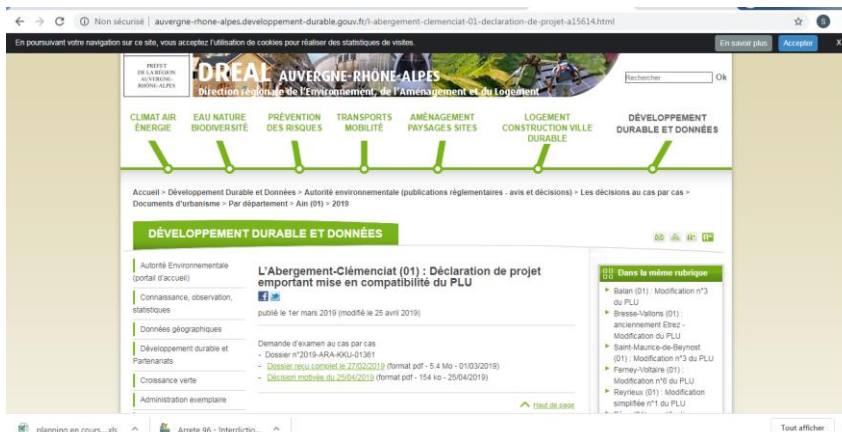 Non sécurisé | auvergne-rhone-alpes.developpement-durable.gouv.fr/l-abergement-clemenciat-01-declaration-de-projet-a15614.html
S
En poursuivant votre navigation sur ce site, vous acceptez l'utilisation de cookies pour réaliser des statistiques de visites.
En savoir plus
Accepter
X
PRÉFET
DE LA RÉGION
AUVERGNE-
RHÔNE-ALPES
DREAL AUVERGNE-RHÔNE-ALPES
Direction régionale de l'Environnement, de l'Aménagement et du Logement
Rechercher
Ok
CLIMAT AIR
ÉNERGIE
EAU NATURE
BIODIVERSITÉ
PRÉVENTION
DES RISQUES
TRANSPORTS
MOBILITÉ
AMÉNAGEMENT
PAYSAGES SITES
LOGEMENT
CONSTRUCTION VILLE
DURABLE
DÉVELOPPEMENT
DURABLE ET DONNÉES
Accueil > Développement Durable et Données > Autorité environnementale (publications réglementaires - avis et décisions) > Les décisions au cas par cas >
Documents d'urbanisme > Par département > Ain (01) > 2019
DÉVELOPPEMENT DURABLE ET DONNÉES
Autorité Environnementale
(portail d'accueil)
Connaissance, observation,
statistiques
Données géographiques
Développement durable et
Partenariats
Croissance verte
Administration exemplaire
L'Abergement-Clémenciat (01) : Déclaration de projet
emportant mise en compatibilité du PLU
publié le 1er mars 2019 (modifié le 25 avril 2019)
Demande d'examen au cas par cas
- Dossier n°2019-ARA-KKU-01361
- Dossier reçu complet le 27/02/2019 (format pdf - 5.4 Mo - 01/03/2019)
- Décision motivée du 25/04/2019 (format pdf - 154 ko - 25/04/2019)
Haut de page
Dans la même rubrique
Balan (01) : Modification n°3
du PLU
Bresse-Vallons (01) :
anciennement Etrez -
Modification du PLU
Saint-Maurice-de-Beynost
(01) : Modification n°3 du PLU
Ferney-Voltaire (01) :
Modification n°6 du PLU
Reyrieux (01) : Modification
simplifiée n°1 du PLU
planning en cours....xls
Arrete 96 - Interdictio...
Tout afficher